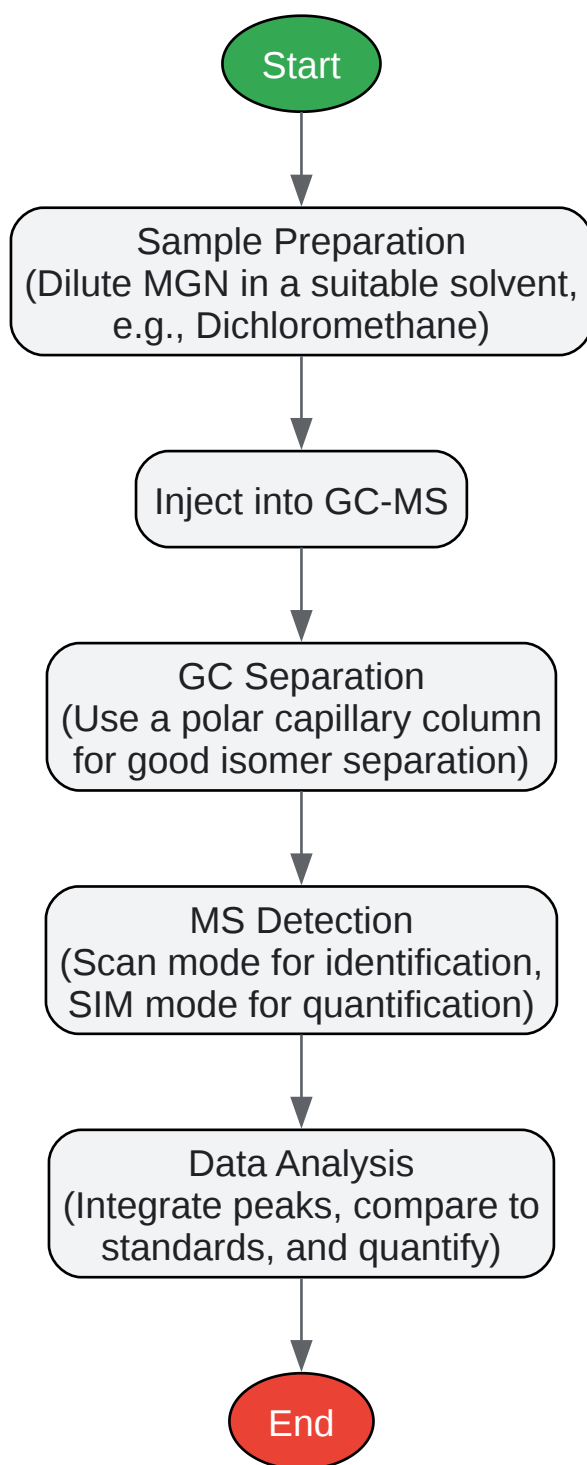 Start
Sample Preparation
(Dilute MGN in a suitable solvent,
e.g., Dichloromethane)
Inject into GC-MS
GC Separation
(Use a polar capillary column
for good isomer separation)
MS Detection
(Scan mode for identification,
SIM mode for quantification)
Data Analysis
(Integrate peaks, compare to
standards, and quantify)
End